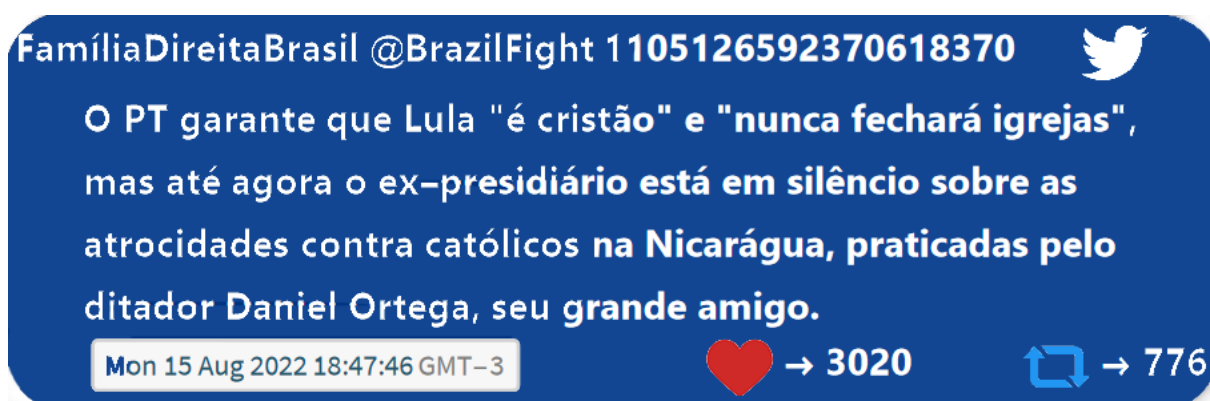 FamíliaDireitaBrasil @BrazilFight 1105126592370618370
O PT garante que Lula "é cristão" e "nunca fechará igrejas",
mas até agora o ex–presidiário está em silêncio sobre as
atrocidades contra católicos na Nicarágua, praticadas pelo
ditador Daniel Ortega, seu grande amigo.
Mon 15 Aug 2022 18:47:46 GMT–3 → 3020 → 776